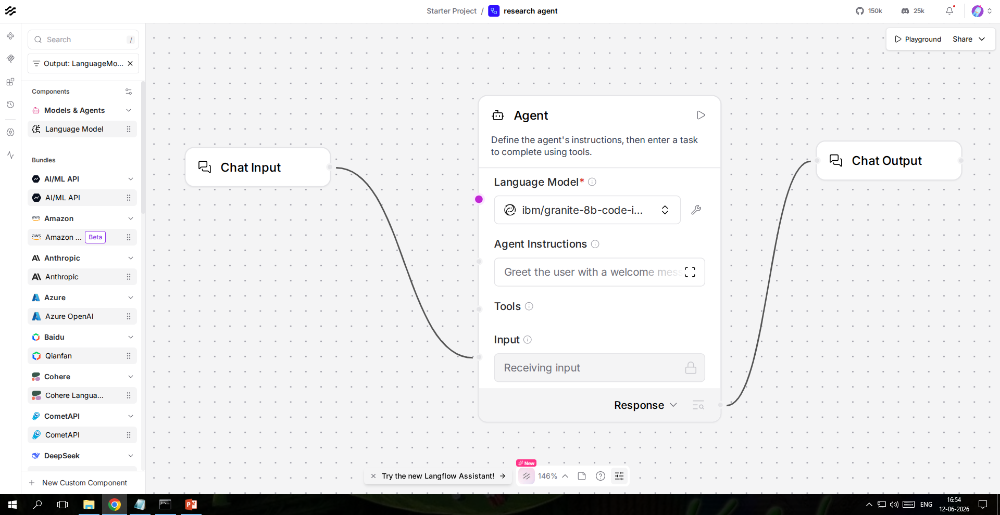 Starter Project / research agent
150k
25k
Search
/
Output: LanguageMo...
Playground
Share
Components
Models & Agents
Language Model
Bundles
AI/ML API
AI/ML API
aws Amazon
aws Amazon ... Beta
Anthropic
Anthropic
Azure
Azure OpenAI
Baidu
Qianfan
Cohere
Cohere Langua...
CometAPI
CometAPI
DeepSeek
+ New Custom Component
Chat Input
Agent
Define the agent's instructions, then enter a task
to complete using tools.
Language Model*
ibm/granite-8b-code-i...
Agent Instructions
Greet the user with a welcome mess
Tools
Input
Receiving input
Response
Chat Output
Try the new Langflow Assistant!
New
146%
ENG
16:54
12-06-2026